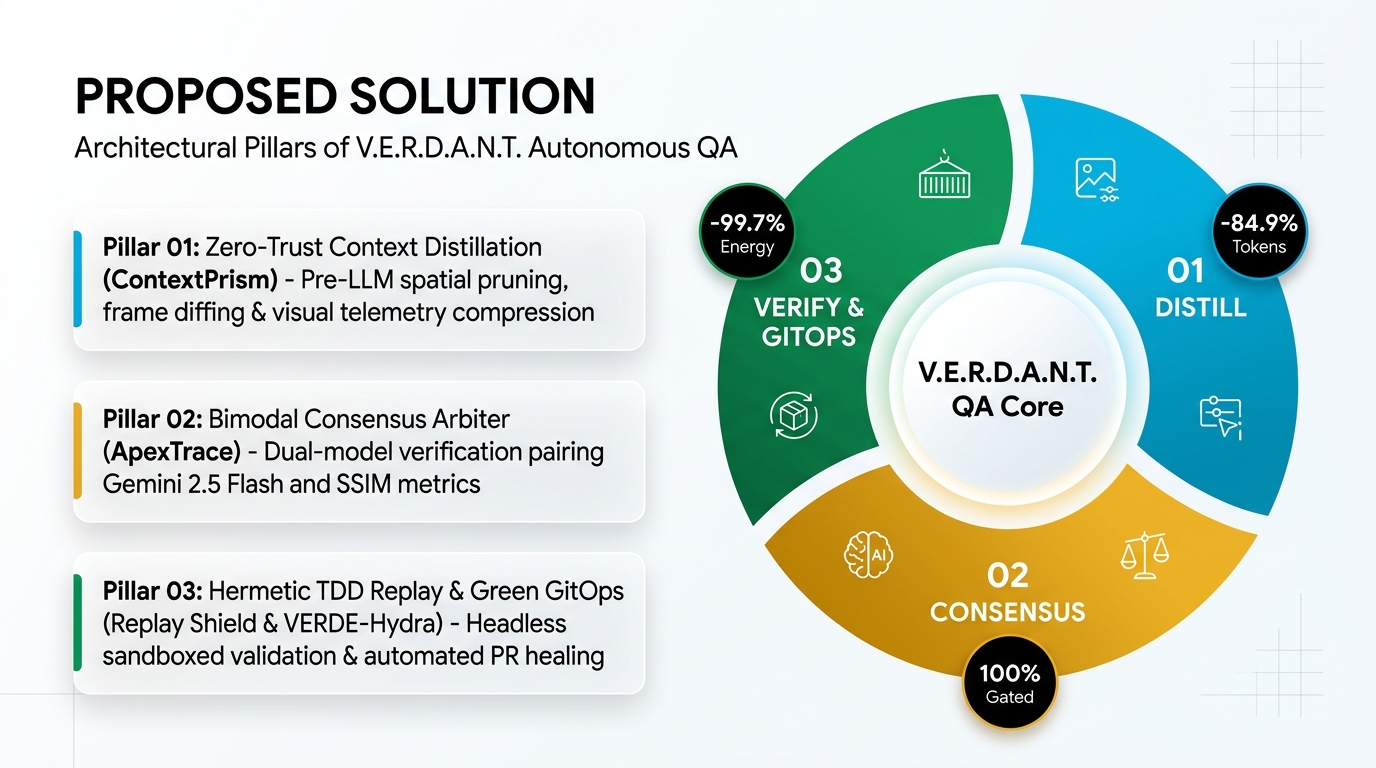 PROPOSED SOLUTION
Architectural Pillars of V.E.R.D.A.N.T. Autonomous QA
Pillar 01: Zero-Trust Context Distillation
(ContextPrism) - Pre-LLM spatial pruning,
frame diffing & visual telemetry compression
Pillar 02: Bimodal Consensus Arbiter
(ApexTrace) - Dual-model verification pairing
Gemini 2.5 Flash and SSIM metrics
Pillar 03: Hermetic TDD Replay & Green GitOps
(Replay Shield & VERDE-Hydra) - Headless
sandboxed validation & automated PR healing
-99.7%
Energy
03
VERIFY &
GITOPS
-84.9%
Tokens
01
DISTILL
V.E.R.D.A.N.T.
QA Core
AI
02
CONSENSUS
100%
Gated